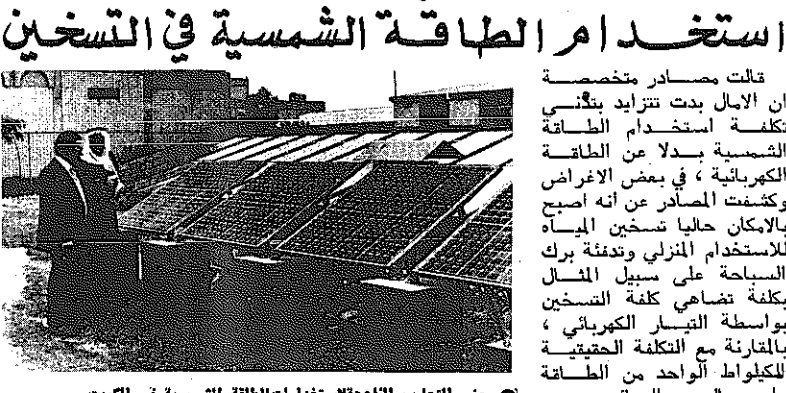 استخدام الطاقة الشمسية في التسخين
قالت مصادر متخصصة
ان الامال بدت تتزايد بتدني
تكلفة استخدام الطاقة
الشمسية بدلا عن الطاقة
الكهربائية ، في بعض الاغراض
وكشفت المصادر عن أنه اصبح
بالامكان حاليا تسخين المياه
للاستخدام المنزلي وتدفئة برك
السباحة على سبيل المثال
بكلفة تضاهي كلفة التسخين
بواسطة التيار الكهربائي ،
بالمقارنة مع التكلفة الحقيقية
للكيلواط الواحد من الطاقة